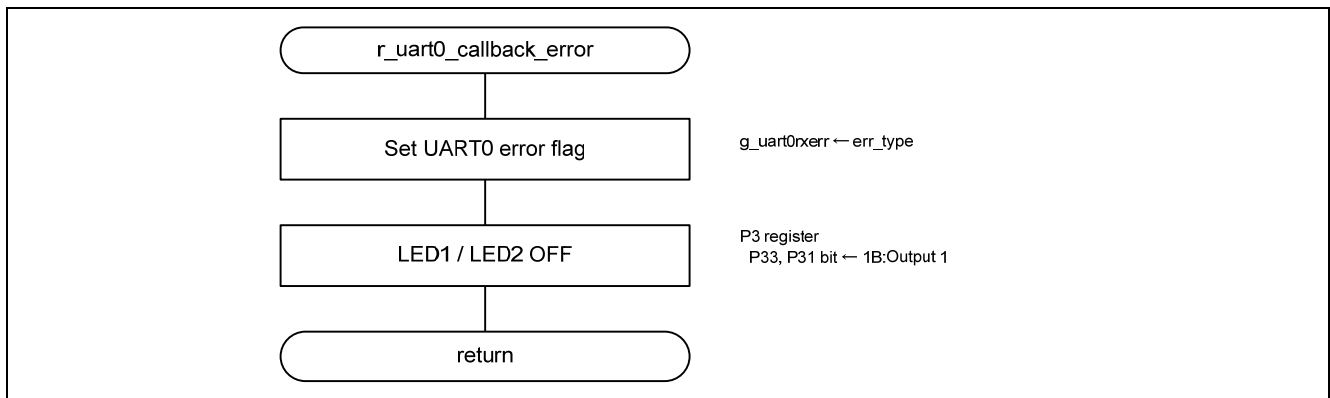 r_uart0_callback_error
Set UART0 error flag
g_uart0rxerr ← err_type
LED1 / LED2 OFF
P3 register
P33, P31 bit ← 1B:Output 1
return